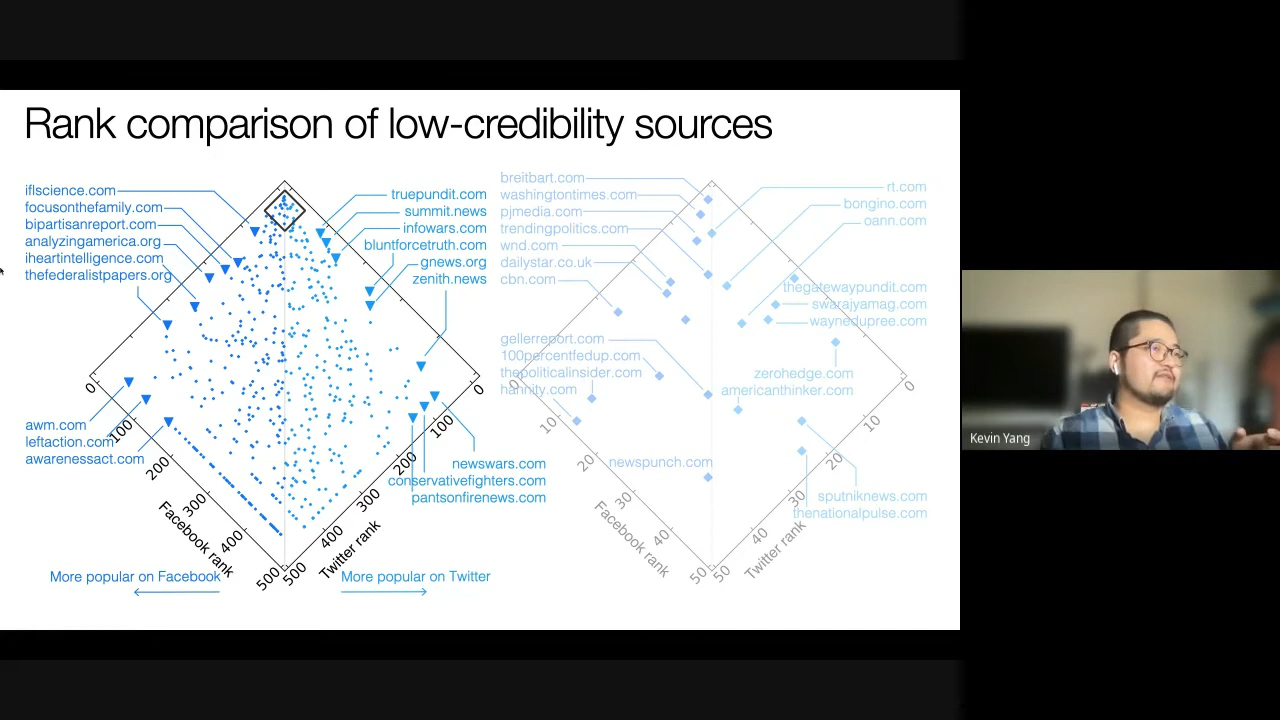 Rank comparison of low-credibility sources
iflscience.com
focusonthefamily.com
bipartisanreport.com
analyzingamerica.org
iheartintelligence.com
thefederalistpapers.org
truepundit.com
summit.news
infowars.com
bluntforcetruth.com
gnews.org
zenith.news
awm.com
leftaction.com
awarenessact.com
newswars.com
conservativefighters.com
pantsonfirenews.com
0
100
200
300
400
500
Facebook rank
0
100
200
300
400
500
Twitter rank
More popular on Facebook
More popular on Twitter
breitbart.com
washingtontimes.com
pjmedia.com
trendingpolitics.com
wnd.com
dailystar.co.uk
cbn.com
rt.com
bongino.com
oann.com
thegatewaypundit.com
swarajyamag.com
waynedupree.com
gellerreport.com
100percentfedup.com
thepoliticalinsider.com
hannity.com
zerohedge.com
americanthinker.com
newspunch.com
sputniknews.com
thenationalpulse.com
0
10
20
30
40
50
Facebook rank
0
10
20
30
40
50
Twitter rank
Kevin Yang